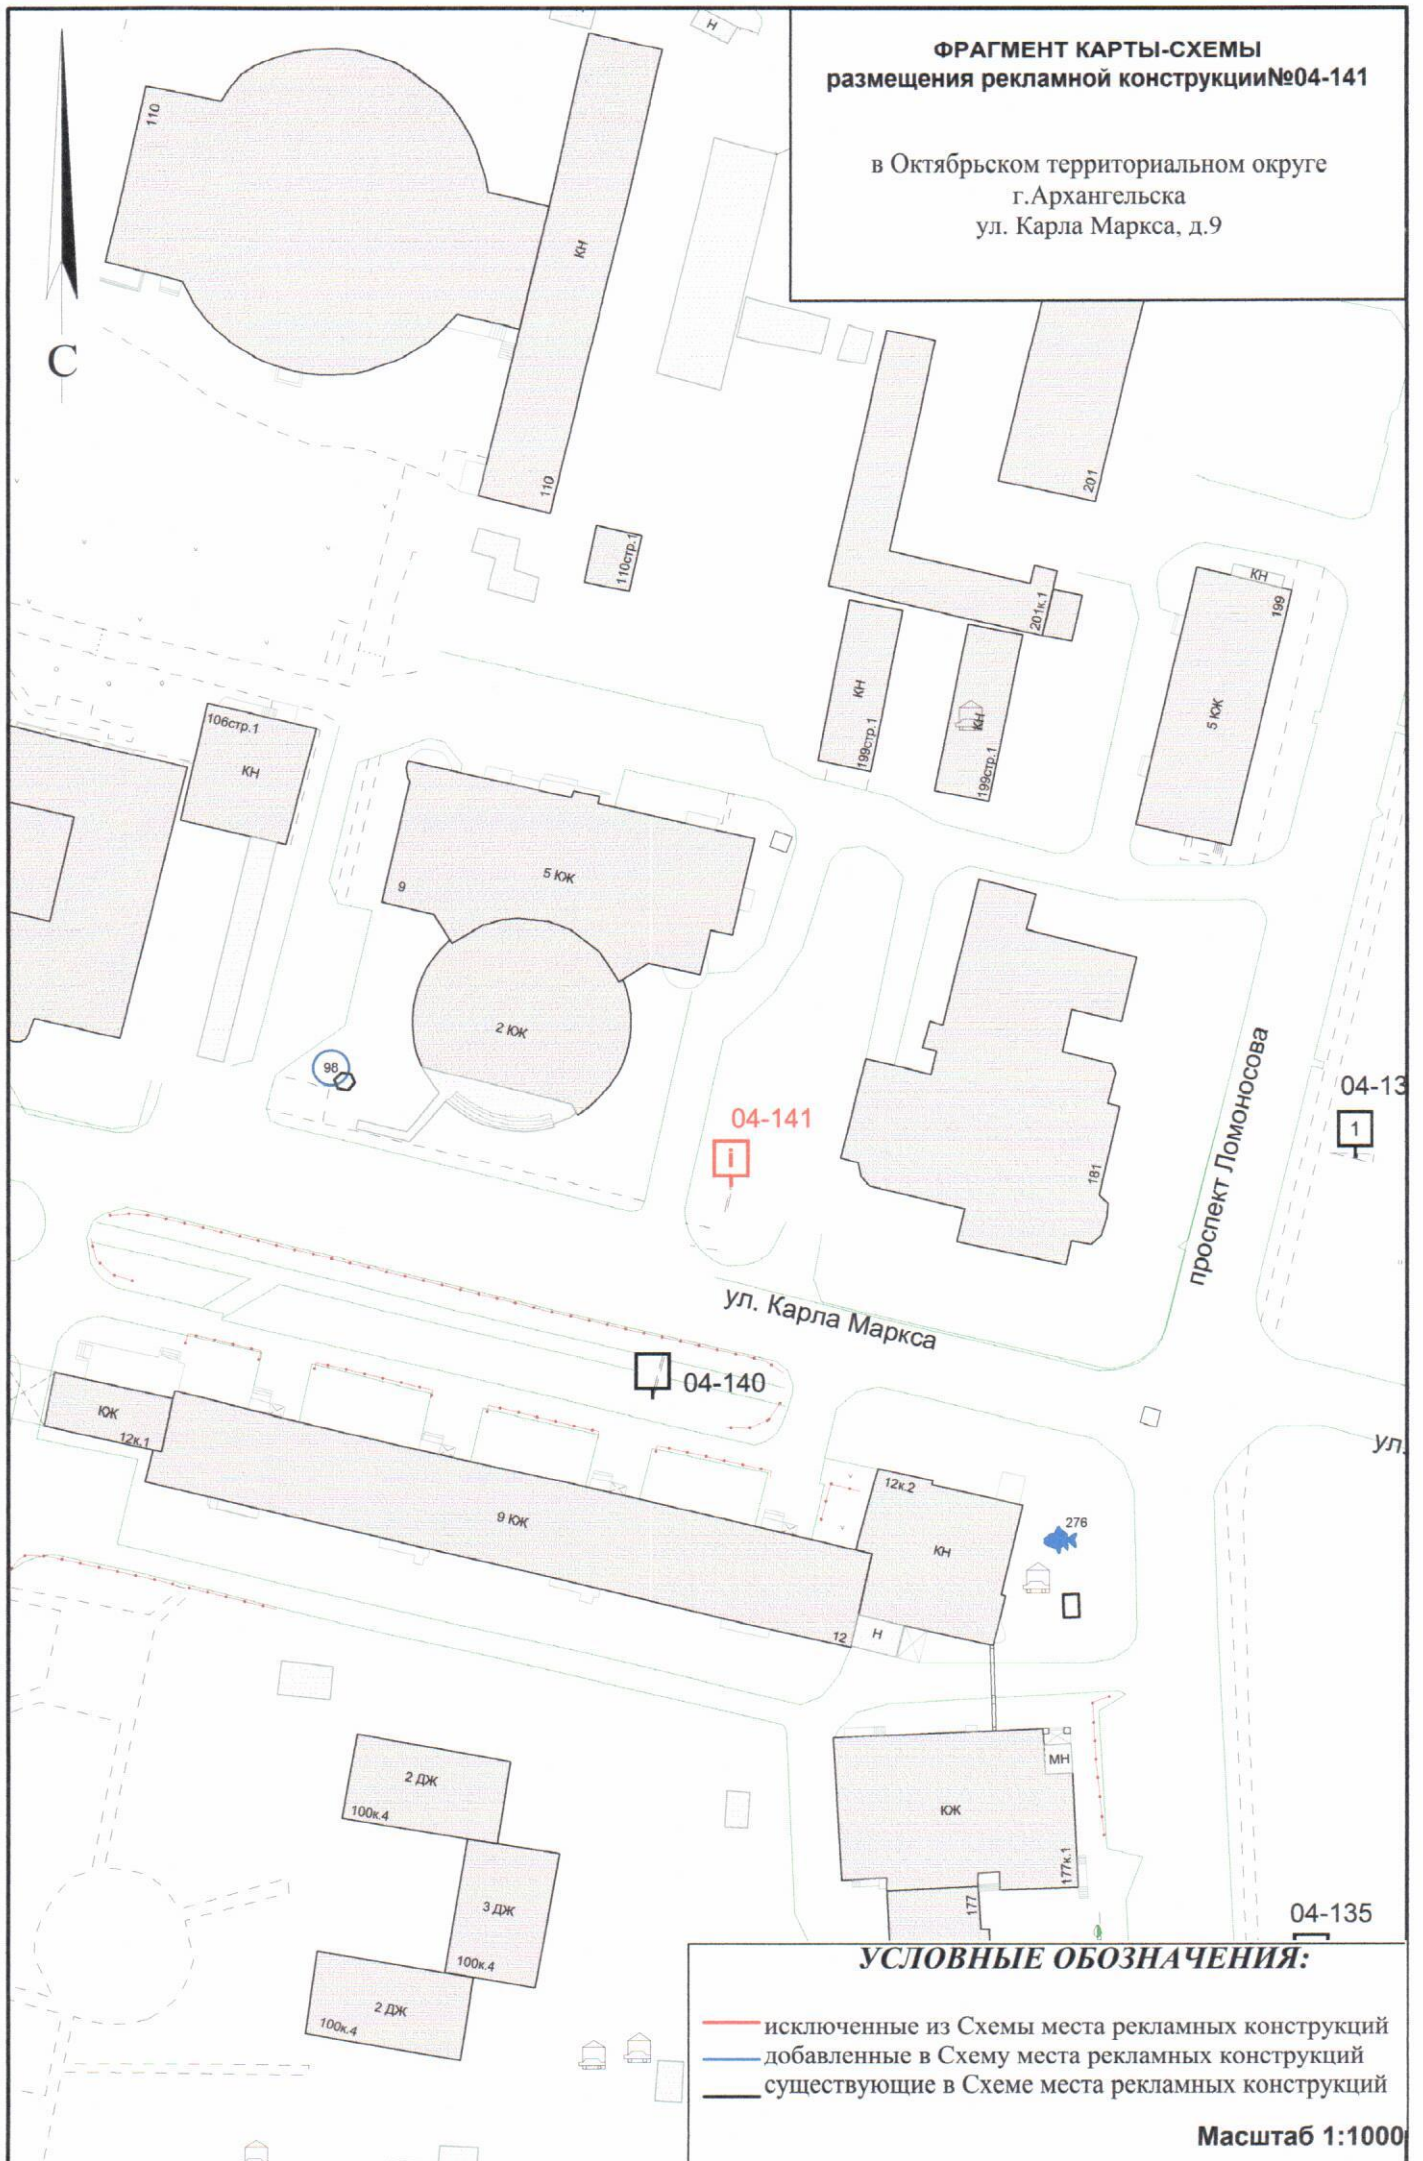 ФРАГМЕНТ КАРТЫ-СХЕМЫ
размещения рекламной конструкции№04-141
в Октябрьском территориальном округе
г.Архангельска
ул. Карла Маркса, д.9
Н
110
КН
С
110
201
110стр.1
201к.1
КН
199
КН
199стр.1
КН
199стр.1
5 КЖ
106стр.1
КН
5 КЖ
9
2 КЖ
98
04-141
i
181
проспект Ломоносова
04-13
1
ул. Карла Маркса
04-140
КЖ
12к.1
9 КЖ
12
12к.2
КН
Н
276
ул.
2 ДЖ
100к.4
3 ДЖ
100к.4
2 ДЖ
100к.4
МН
КЖ
177к.1
177
04-135
УСЛОВНЫЕ ОБОЗНАЧЕНИЯ:
исключенные из Схемы места рекламных конструкций
добавленные в Схему места рекламных конструкций
существующие в Схеме места рекламных конструкций
Масштаб 1:1000